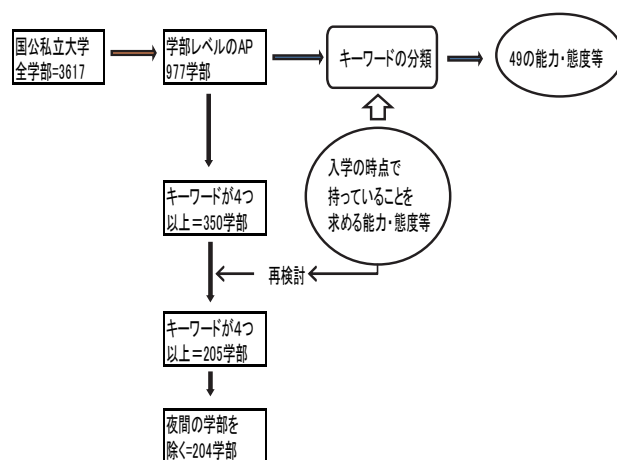 国公私立大学
全学部=3617
学部レベルのAP
977学部
キーワードの分類
49の能力・態度等
入学の時点で
持っていることを
求める能力・態度等
キーワードが4つ
以上=350学部
再検討
キーワードが4つ
以上=205学部
夜間の学部を
除く=204学部